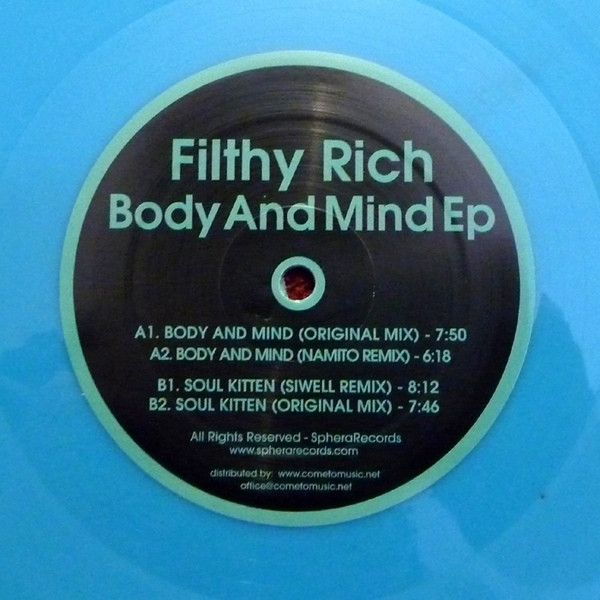 Filthy Rich
Body And Mind Ep
A1. BODY AND MIND (ORIGINAL MIX) - 7:50
A2. BODY AND MIND (NAMITO REMIX) - 6:18
B1. SOUL KITTEN (SIWELL REMIX) - 8:12
B2. SOUL KITTEN (ORIGINAL MIX) - 7:46
All Rights Reserved - SpheraRecords
www.spherarecords.com
distributed by: www.cometomusic.net
office@cometomusic.net